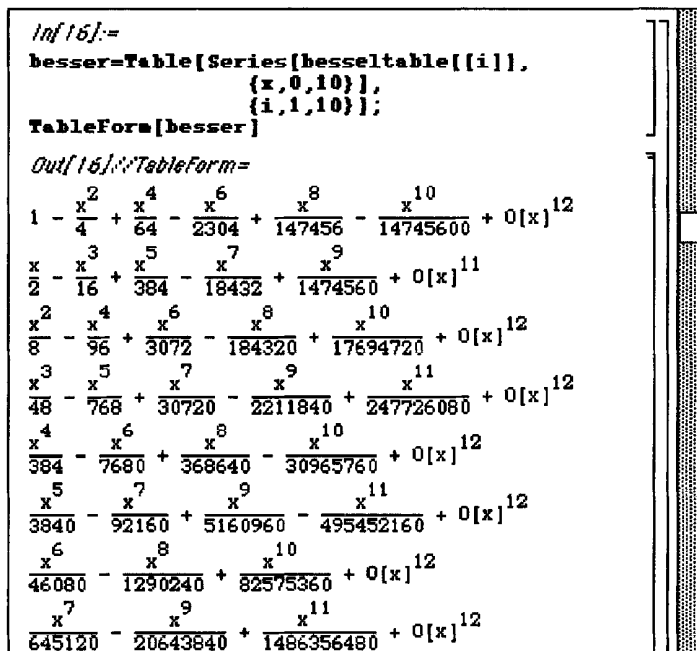 In[16]:=
besser=Table[Series[besseltable[[i]],
{x,0,10}],
{i,1,10}];
TableForm[besser]
Out[16]//TableForm=
1 - x^2/4 + x^4/64 - x^6/2304 + x^8/147456 - x^10/14745600 + O[x]^12
x/2 - x^3/16 + x^5/384 - x^7/18432 + x^9/1474560 + O[x]^11
x^2/8 - x^4/96 + x^6/3072 - x^8/184320 + x^10/17694720 + O[x]^12
x^3/48 - x^5/768 + x^7/30720 - x^9/2211840 + x^11/247726080 + O[x]^12
x^4/384 - x^6/7680 + x^8/368640 - x^10/30965760 + O[x]^12
x^5/3840 - x^7/92160 + x^9/5160960 - x^11/495452160 + O[x]^12
x^6/46080 - x^8/1290240 + x^10/82575360 + O[x]^12
x^7/645120 - x^9/20643840 + x^11/1486356480 + O[x]^12